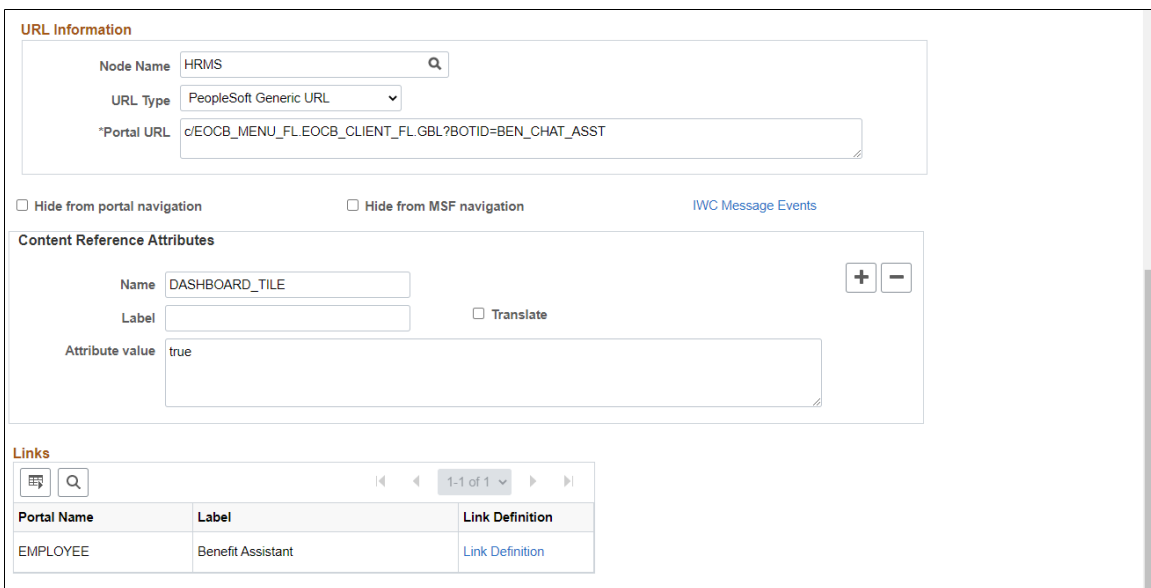 URL Information
Node Name HRMS
URL Type PeopleSoft Generic URL
*Portal URL c/EOCB_MENU_FL.EOCB_CLIENT_FL.GBL?BOTID=BEN_CHAT_ASST
Hide from portal navigation Hide from MSF navigation IWC Message Events
Content Reference Attributes
Name DASHBOARD_TILE
Label Translate
Attribute value true
Links
1-1 of 1
Portal Name Label Link Definition
EMPLOYEE Benefit Assistant Link Definition